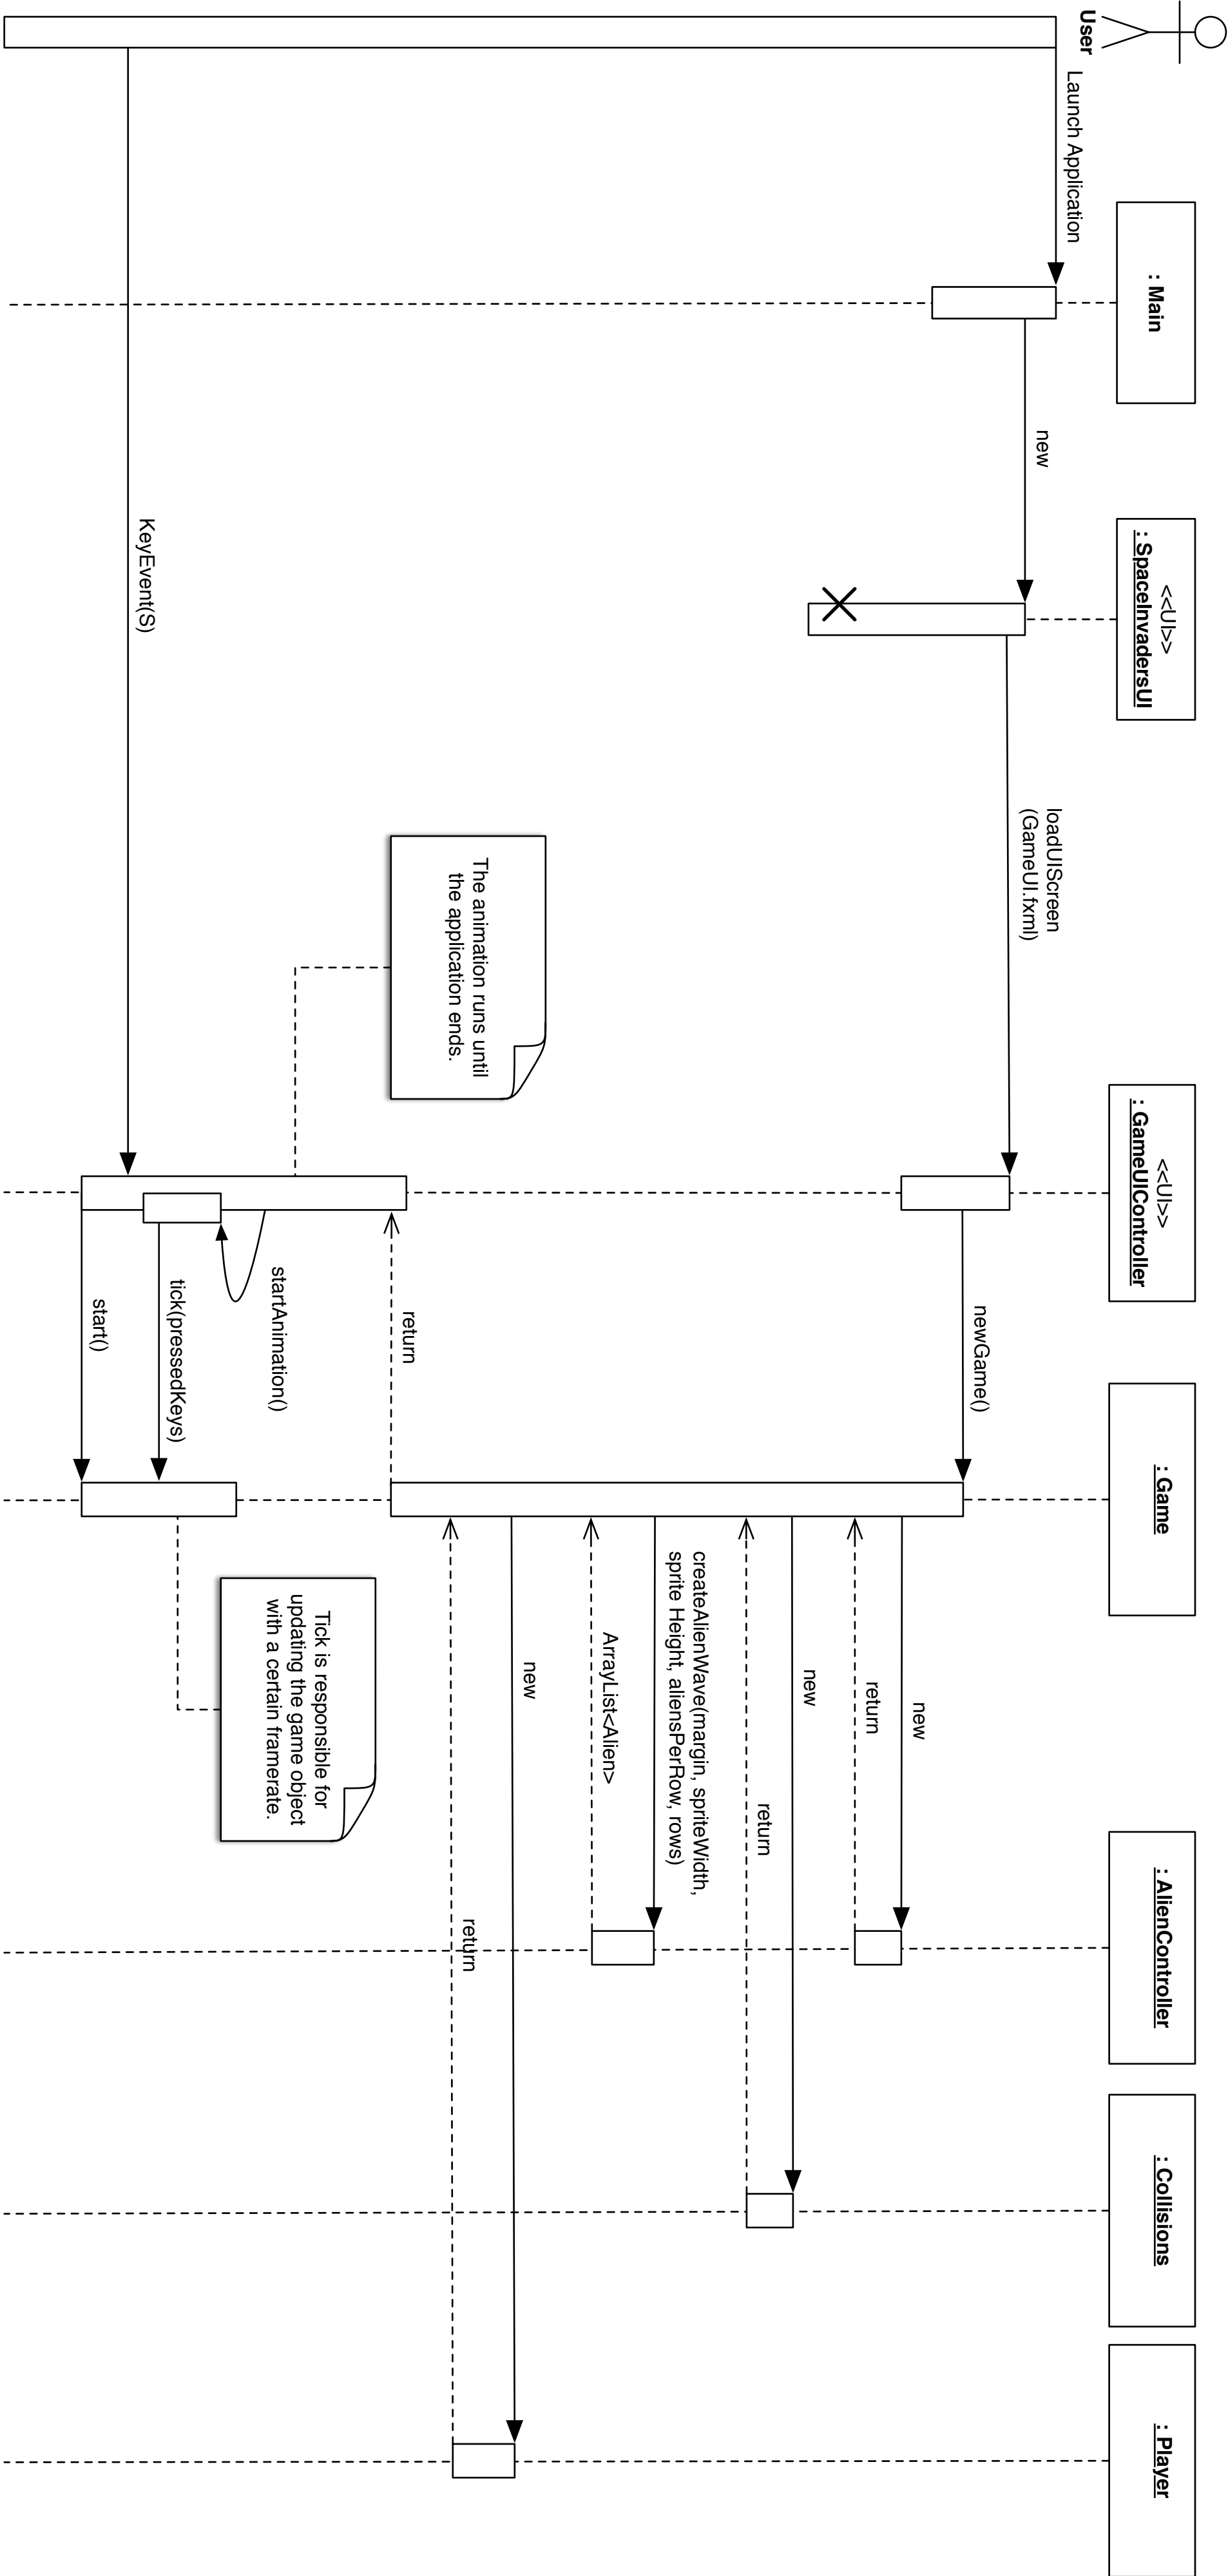 User
: Main
<<UI>>
: SpaceInvadersUI
<<UI>>
: GameUIController
: Game
: AlienController
: Collisions
: Player
Launch Application
new
loadUIScreen
(GameUI.fxml)
newGame()
new
return
new
return
createAlienWave(margin, spriteWidth,
sprite Height, aliensPerRow, rows)
ArrayList<Alien>
new
return
return
The animation runs until
the application ends.
startAnimation()
Tick is responsible for
updating the game object
with a certain framerate.
tick(pressedKeys)
KeyEvent(S)
start()